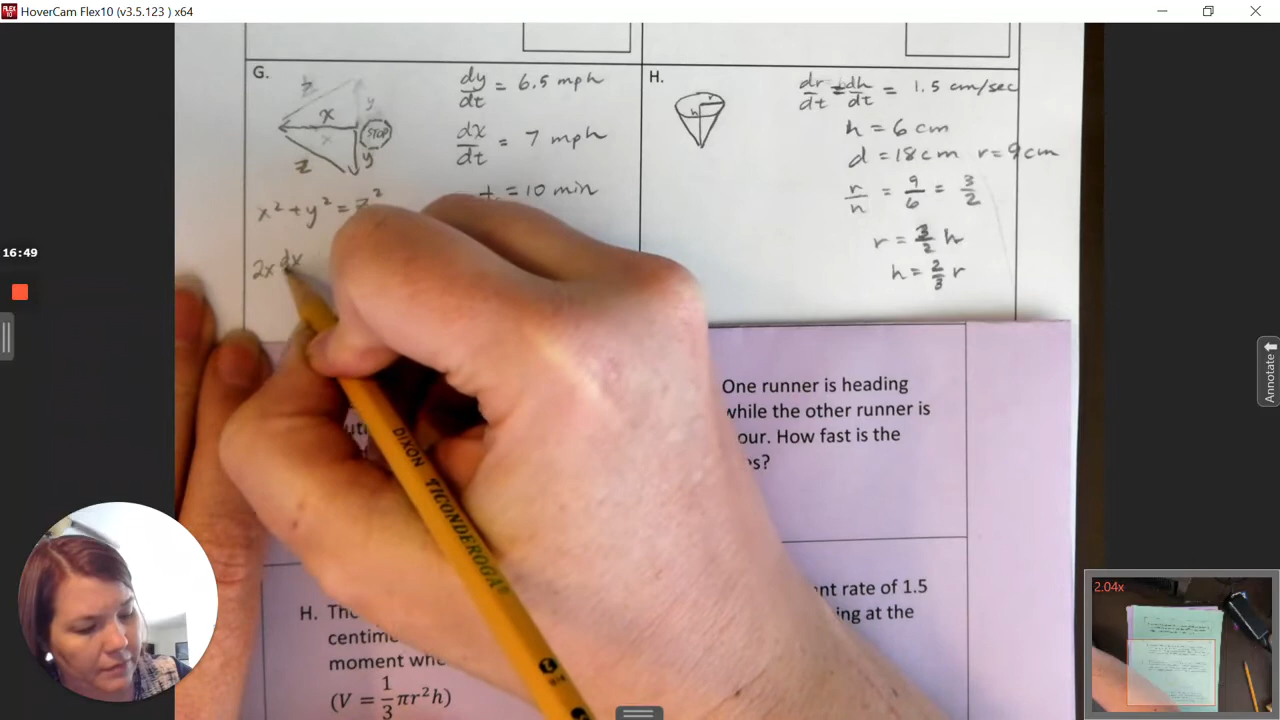 HoverCam Flex10 (v3.5.123 ) x64
16:49
G.
z
y
x
x
STOP
z
y
dy/dt = 6.5 mph
dx/dt = 7 mph
t = 10 min
x² + y² = z²
2x dx
H.
r
h
dr/dt = dh/dt = 1.5 cm/sec
h = 6 cm
d = 18 cm r = 9 cm
r/h = 9/6 = 3/2
r = 3/2 h
h = 2/3 r
One runner is heading
while the other runner is
our. How fast is the
es?
DIXON TICONDEROGA
nt rate of 1.5
ing at the
H. The
centime
moment whe
(V = 1/3 πr²h)
Annotate
2.04x